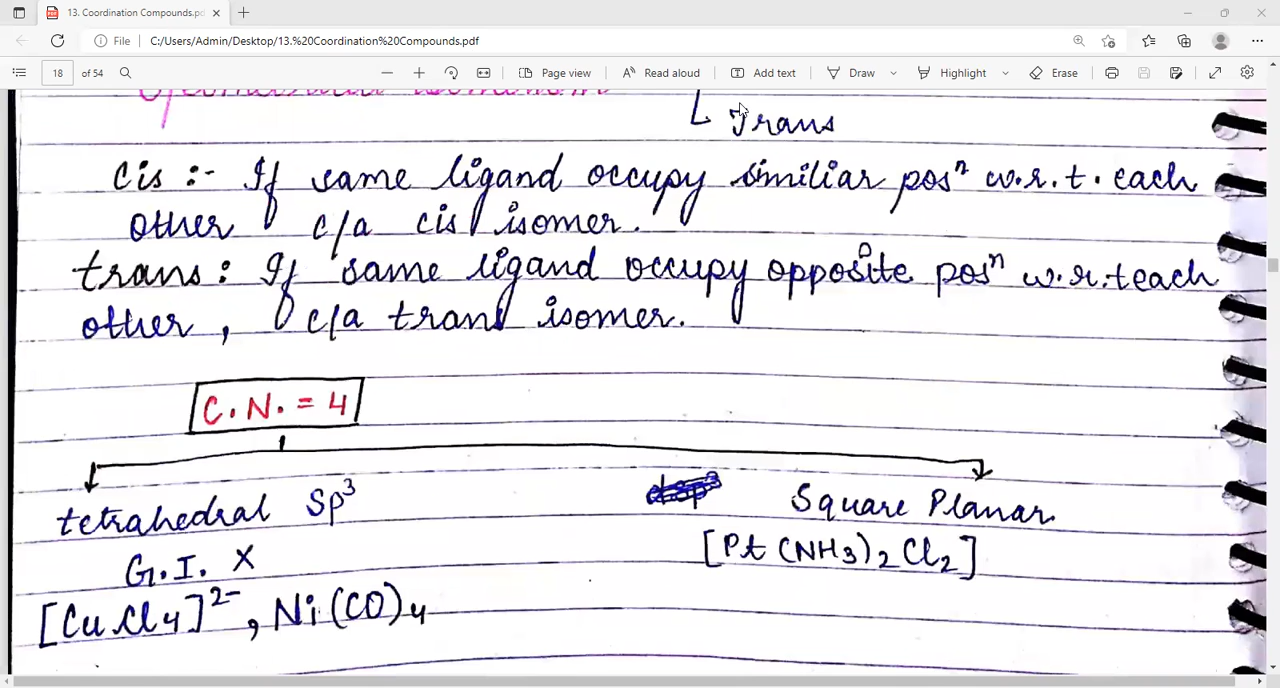 13. Coordination Compounds.pd
File C:/Users/Admin/Desktop/13.%20Coordination%20Compounds.pdf
18 of 54 Page view Read aloud Add text Draw Highlight Erase
Trans
Cis :- If same ligand occupy similiar posⁿ w.r.t. each
other c/a cis isomer.
trans: If same ligand occupy opposite posⁿ w.r.t each
other, c/a trans isomer.
C.N. = 4
tetrahedral Sp³ Square Planar
G.I. X [Pt(NH3)2Cl2]
[CuCl4]²⁻, Ni(CO)4